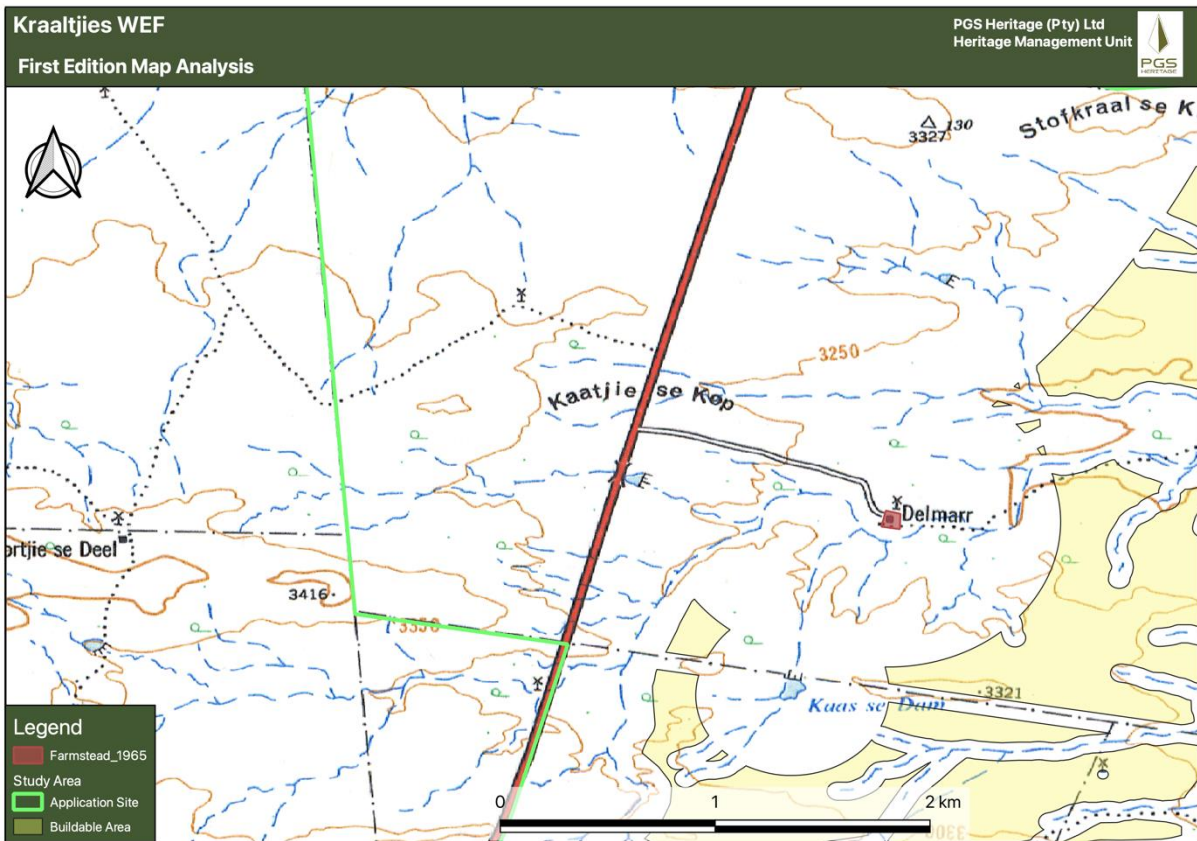 Kraaltjies WEF
First Edition Map Analysis
PGS Heritage (Pty) Ltd
Heritage Management Unit
PGS
HERITAGE
130
3327
Stofkraal se K
3250
Kaatjie se Kop
Delmarr
ortjie se Deel
3416
3350
3321
Kaas se Dam
3300
Legend
Farmstead_1965
Study Area
Application Site
Buildable Area
0 1 2 km